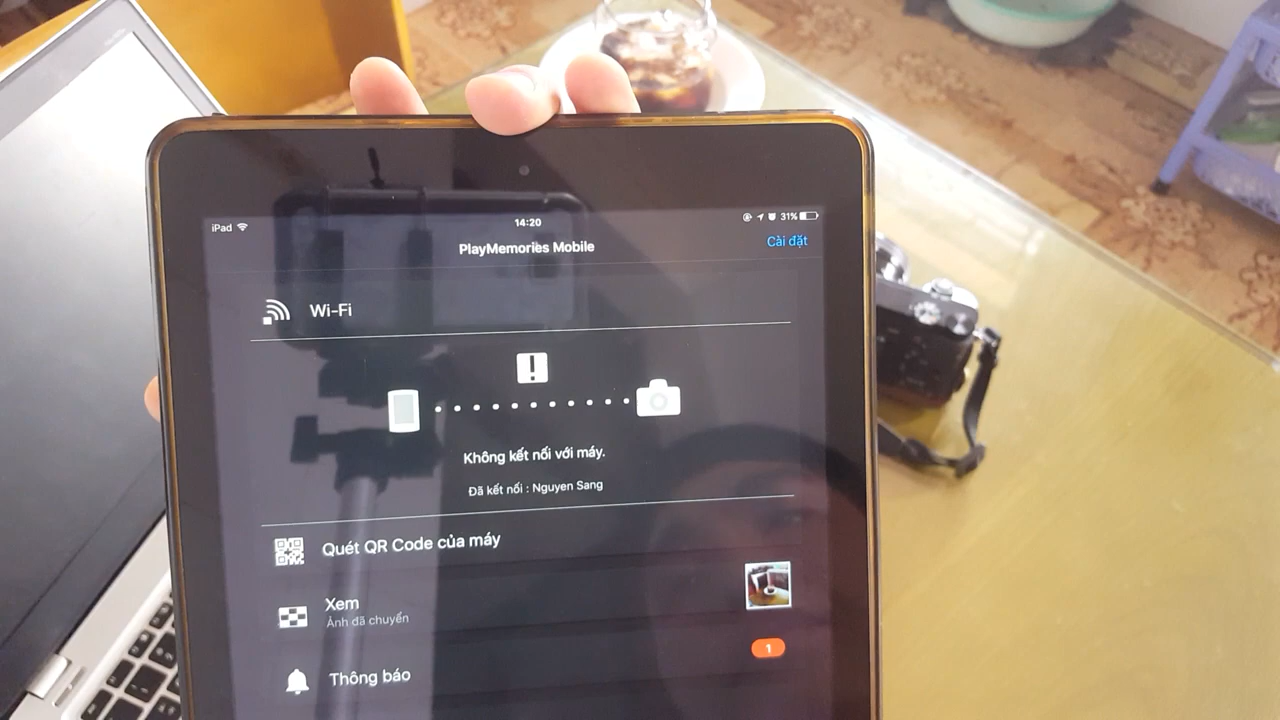 iPad
14:20
31%
PlayMemories Mobile
Cài đặt
Wi-Fi
Không kết nối với máy.
Đã kết nối : Nguyen Sang
Quét QR Code của máy
Xem
Ảnh đã chuyển
Thông báo
1